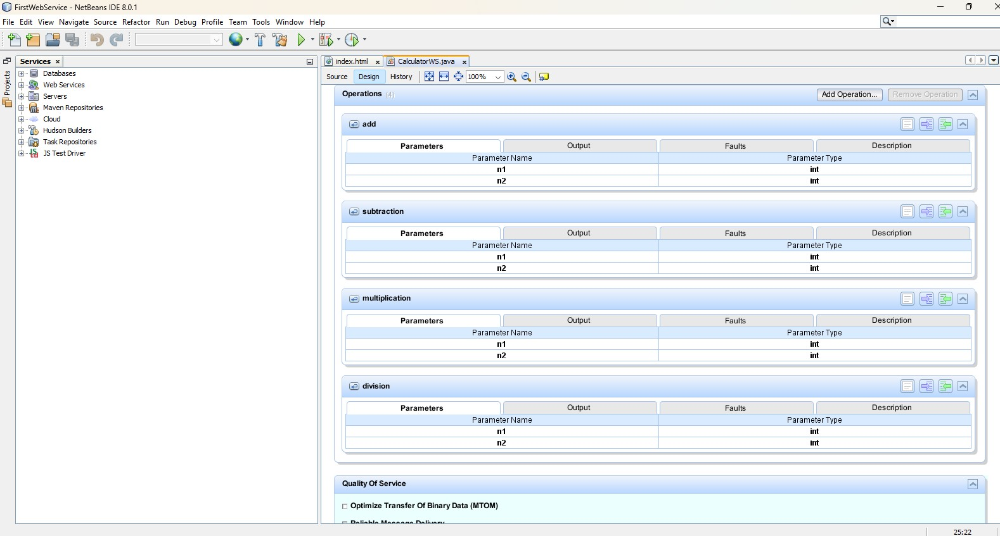 FirstWebService - NetBeans IDE 8.0.1
File Edit View Navigate Source Refactor Run Debug Profile Team Tools Window Help
Projects
Services
Databases
Web Services
Servers
Maven Repositories
Cloud
Hudson Builders
Task Repositories
JS Test Driver
index.html CalculatorWS.java
Source Design History 100%
Operations (4) Add Operation... Remove Operation
add
Parameters Output Faults Description
Parameter Name Parameter Type
n1 int
n2 int
subtraction
Parameters Output Faults Description
Parameter Name Parameter Type
n1 int
n2 int
multiplication
Parameters Output Faults Description
Parameter Name Parameter Type
n1 int
n2 int
division
Parameters Output Faults Description
Parameter Name Parameter Type
n1 int
n2 int
Quality Of Service
Optimize Transfer Of Binary Data (MTOM)
Reliable Message Delivery
25:22